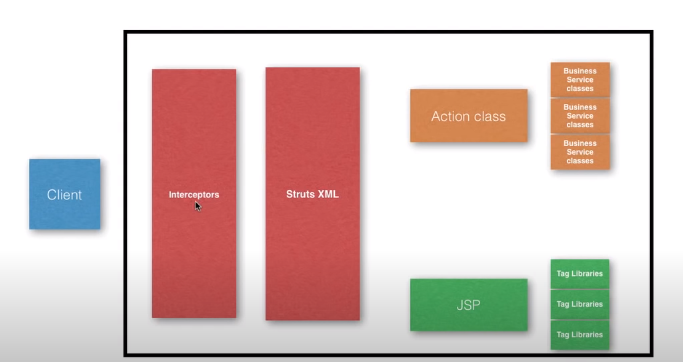 Client
Interceptors
Struts XML
Action class
Business
Service
classes
Business
Service
classes
Business
Service
classes
JSP
Tag Libraries
Tag Libraries
Tag Libraries